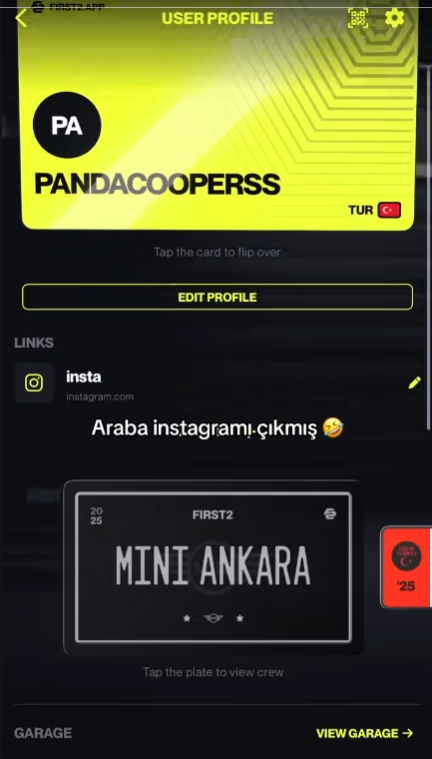 FIRST2.APP
USER PROFILE
PA
PANDACOOPERSS
TUR
Tap the card to flip over
EDIT PROFILE
LINKS
insta
instagram.com
Araba instagramı çıkmış 🤣
20
25
FIRST2
MINI ANKARA
'25
Tap the plate to view crew
GARAGE
VIEW GARAGE →